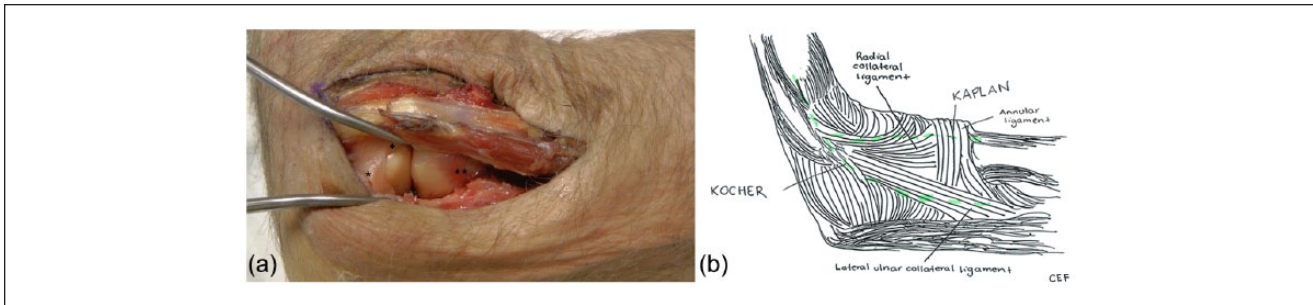 (a)
Radial
collateral
ligament
KAPLAN
Annular
ligament
KOCHER
Lateral ulnar collateral ligament
(b)
CEF